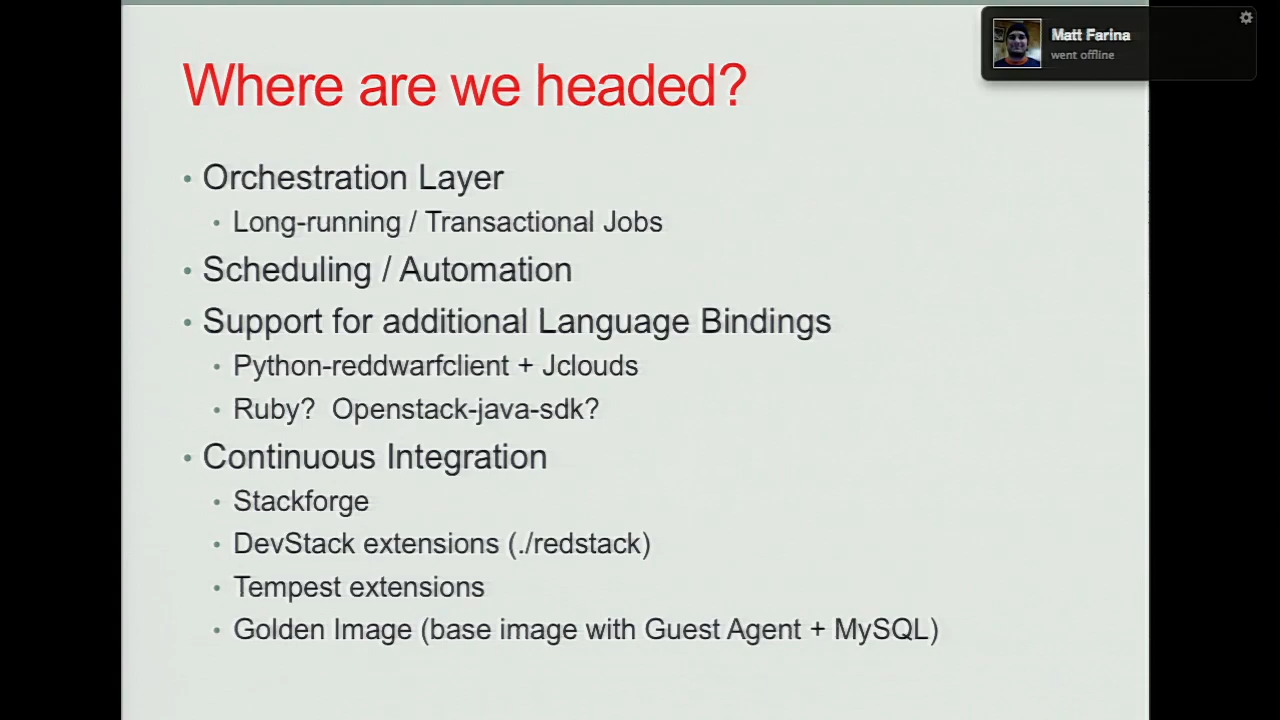 Matt Farina
went offline
Where are we headed?
• Orchestration Layer
• Long-running / Transactional Jobs
• Scheduling / Automation
• Support for additional Language Bindings
• Python-reddwarfclient + Jclouds
• Ruby?  Openstack-java-sdk?
• Continuous Integration
• Stackforge
• DevStack extensions (./redstack)
• Tempest extensions
• Golden Image (base image with Guest Agent + MySQL)